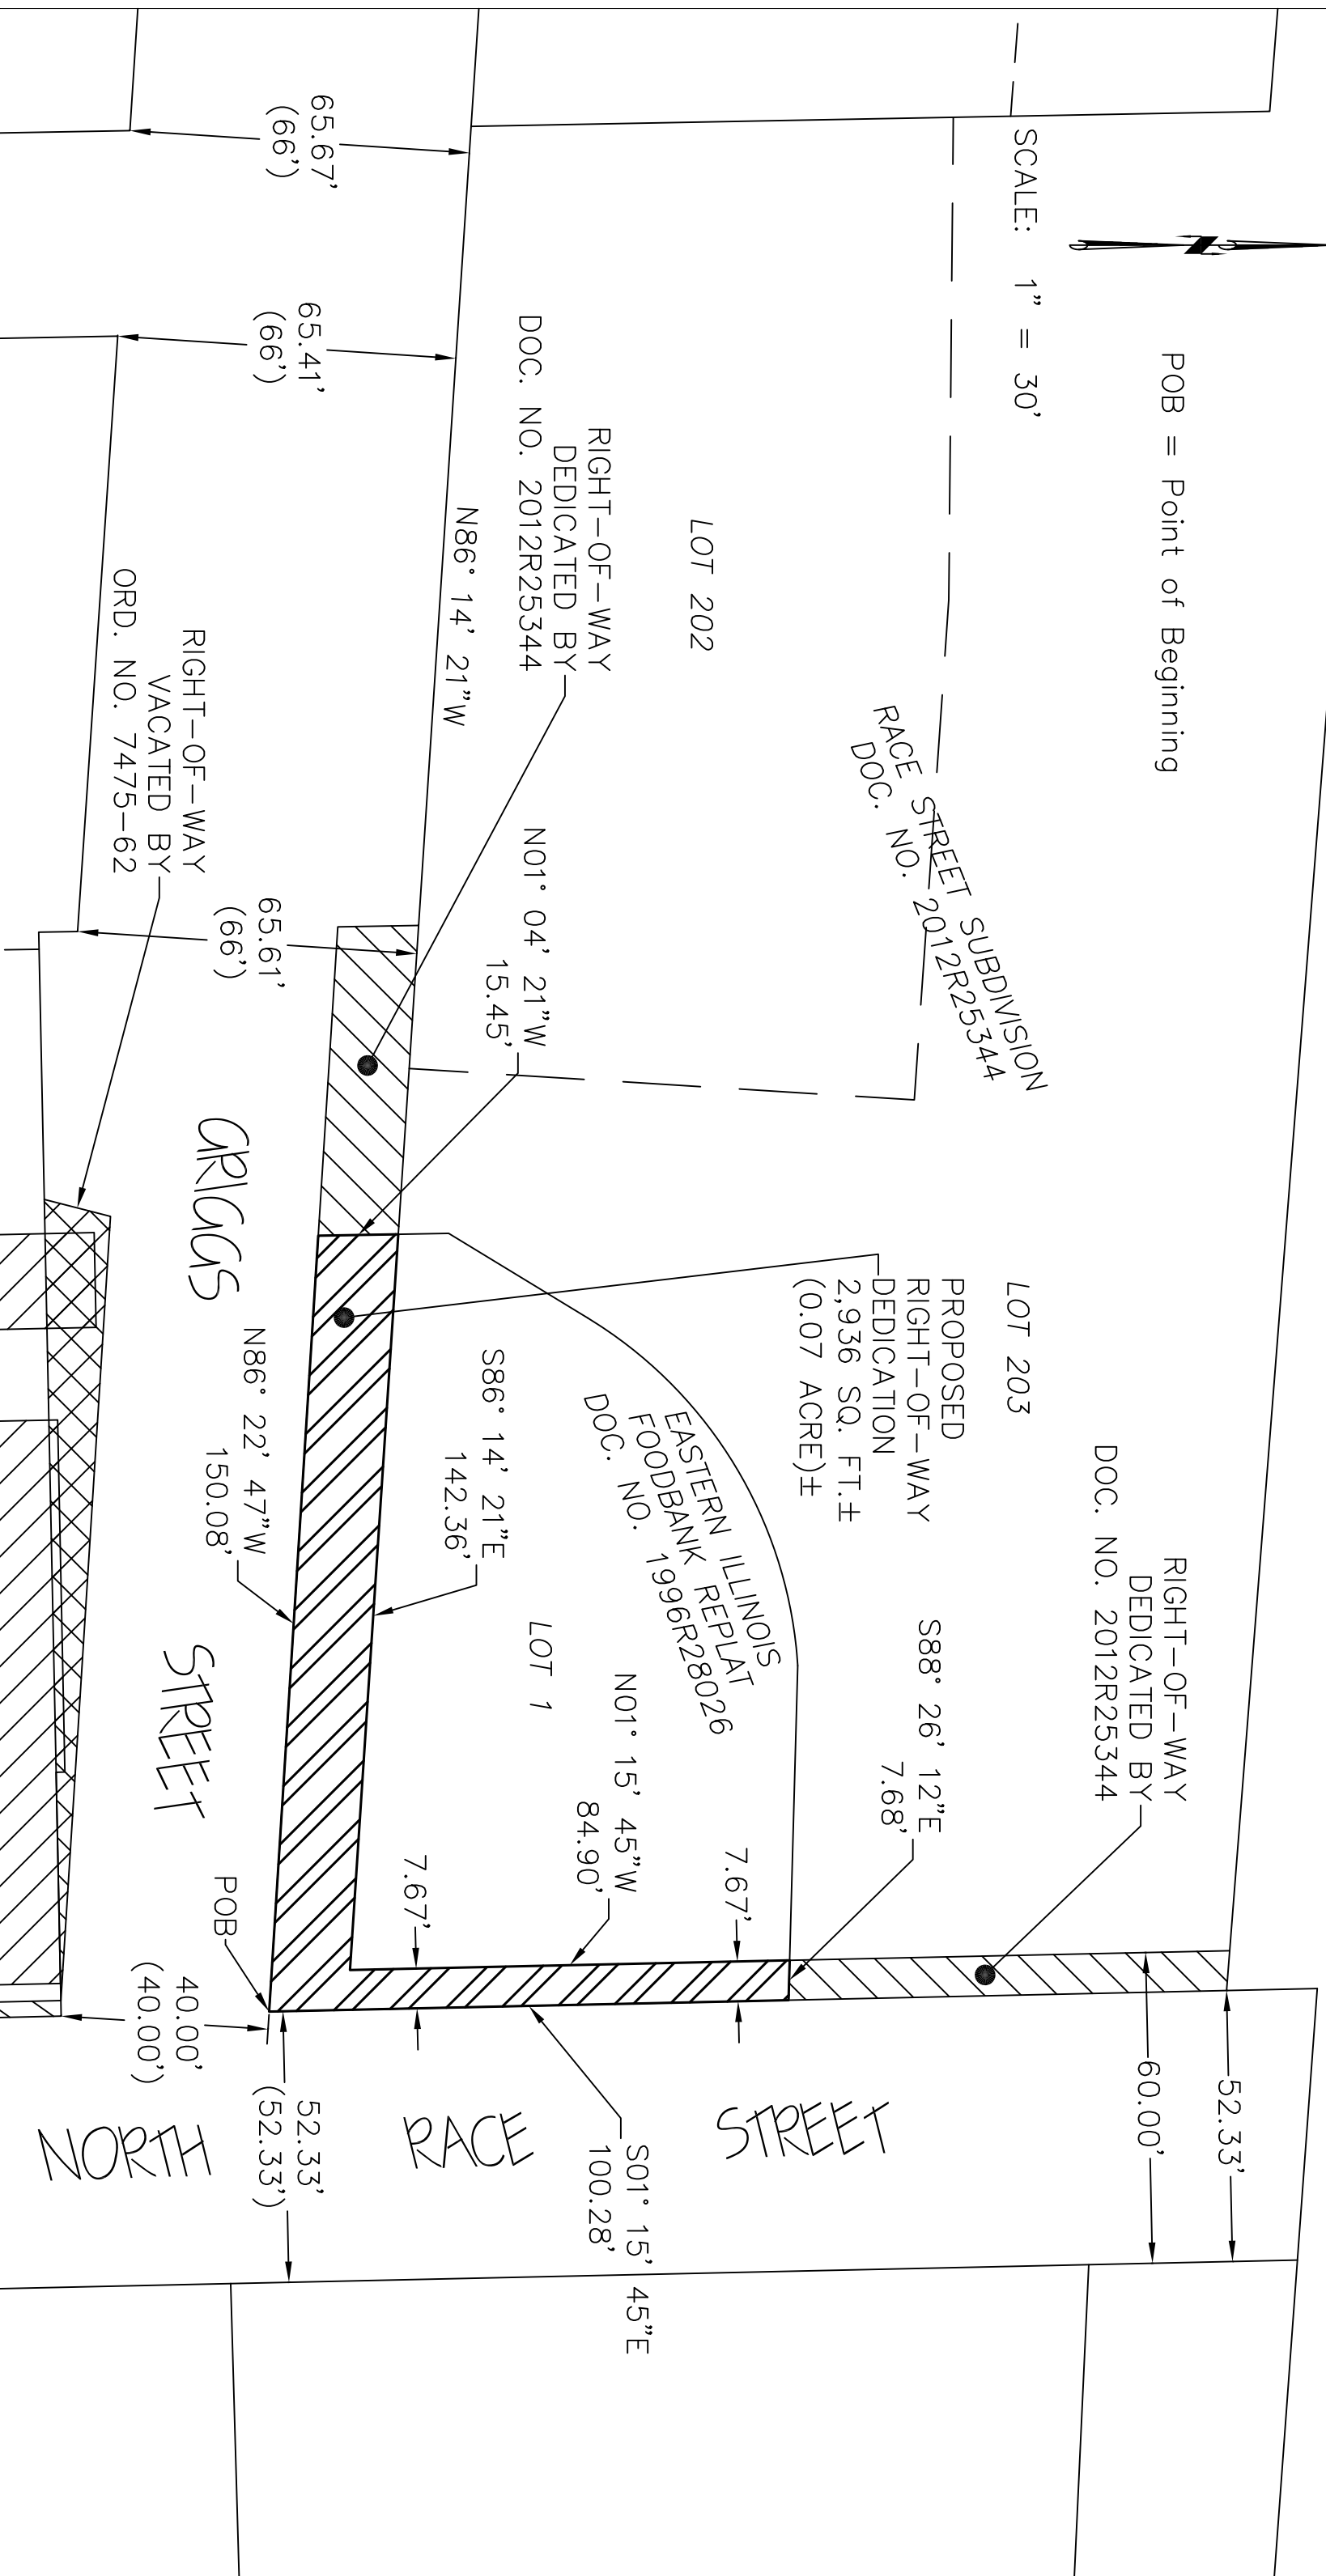 POB = Point of Beginning
SCALE: 1" = 30'
RIGHT-OF-WAY
DEDICATED BY
DOC. NO. 2012R25344
LOT 203
S88° 26' 12"E
7.68'
PROPOSED
RIGHT-OF-WAY
DEDICATION
2,936 SQ. FT.±
(0.07 ACRE)±
RACE STREET SUBDIVISION
DOC. NO. 2012R25344
LOT 202
RIGHT-OF-WAY
DEDICATED BY
DOC. NO. 2012R25344
EASTERN ILLINOIS
FOODBANK REPLAT
DOC. NO. 1996R28026
N01° 15' 45"W
84.90'
LOT 1
N01° 04' 21"W
15.45'
S86° 14' 21"E
142.36'
N86° 14' 21"W
65.67'
(66')
65.41'
(66')
65.61'
(66')
N86° 22' 47"W
150.08'
RIGHT-OF-WAY
VACATED BY
ORD. NO. 7475-62
GRIGGS STREET
POB
40.00'
(40.00')
52.33'
(52.33')
7.67'
7.67'
52.33'
60.00'
S01° 15' 45"E
100.28'
NORTH RACE STREET